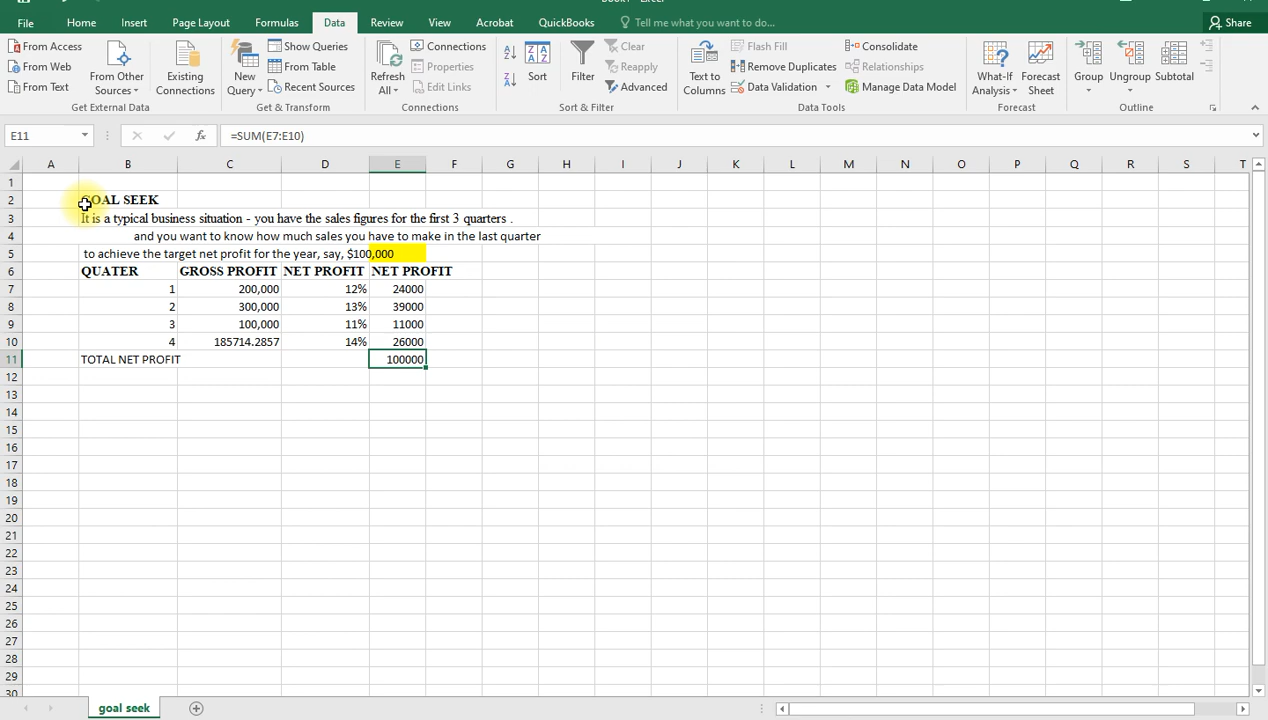 File Home Insert Page Layout Formulas Data Review View Acrobat QuickBooks Tell me what you want to do... Share
From Access
From Web
From Text
From Other
Sources
Existing
Connections
Get External Data
New
Query
Show Queries
From Table
Recent Sources
Get & Transform
Refresh
All
Connections
Properties
Edit Links
Connections
Sort
Filter
Clear
Reapply
Advanced
Sort & Filter
Text to
Columns
Flash Fill
Remove Duplicates
Data Validation
Consolidate
Relationships
Manage Data Model
Data Tools
What-If
Analysis
Forecast
Sheet
Forecast
Group
Ungroup
Subtotal
Outline
E11 fx =SUM(E7:E10)
A B C D E F G H I J K L M N O P Q R S T
1
2 GOAL SEEK
3 It is a typical business situation - you have the sales figures for the first 3 quarters .
4 and you want to know how much sales you have to make in the last quarter
5 to achieve the target net profit for the year, say, $100,000
6 QUATER GROSS PROFIT NET PROFIT NET PROFIT
7 1 200,000 12% 24000
8 2 300,000 13% 39000
9 3 100,000 11% 11000
10 4 185714.2857 14% 26000
11 TOTAL NET PROFIT 100000
12
13
14
15
16
17
18
19
20
21
22
23
24
25
26
27
28
29
30
goal seek